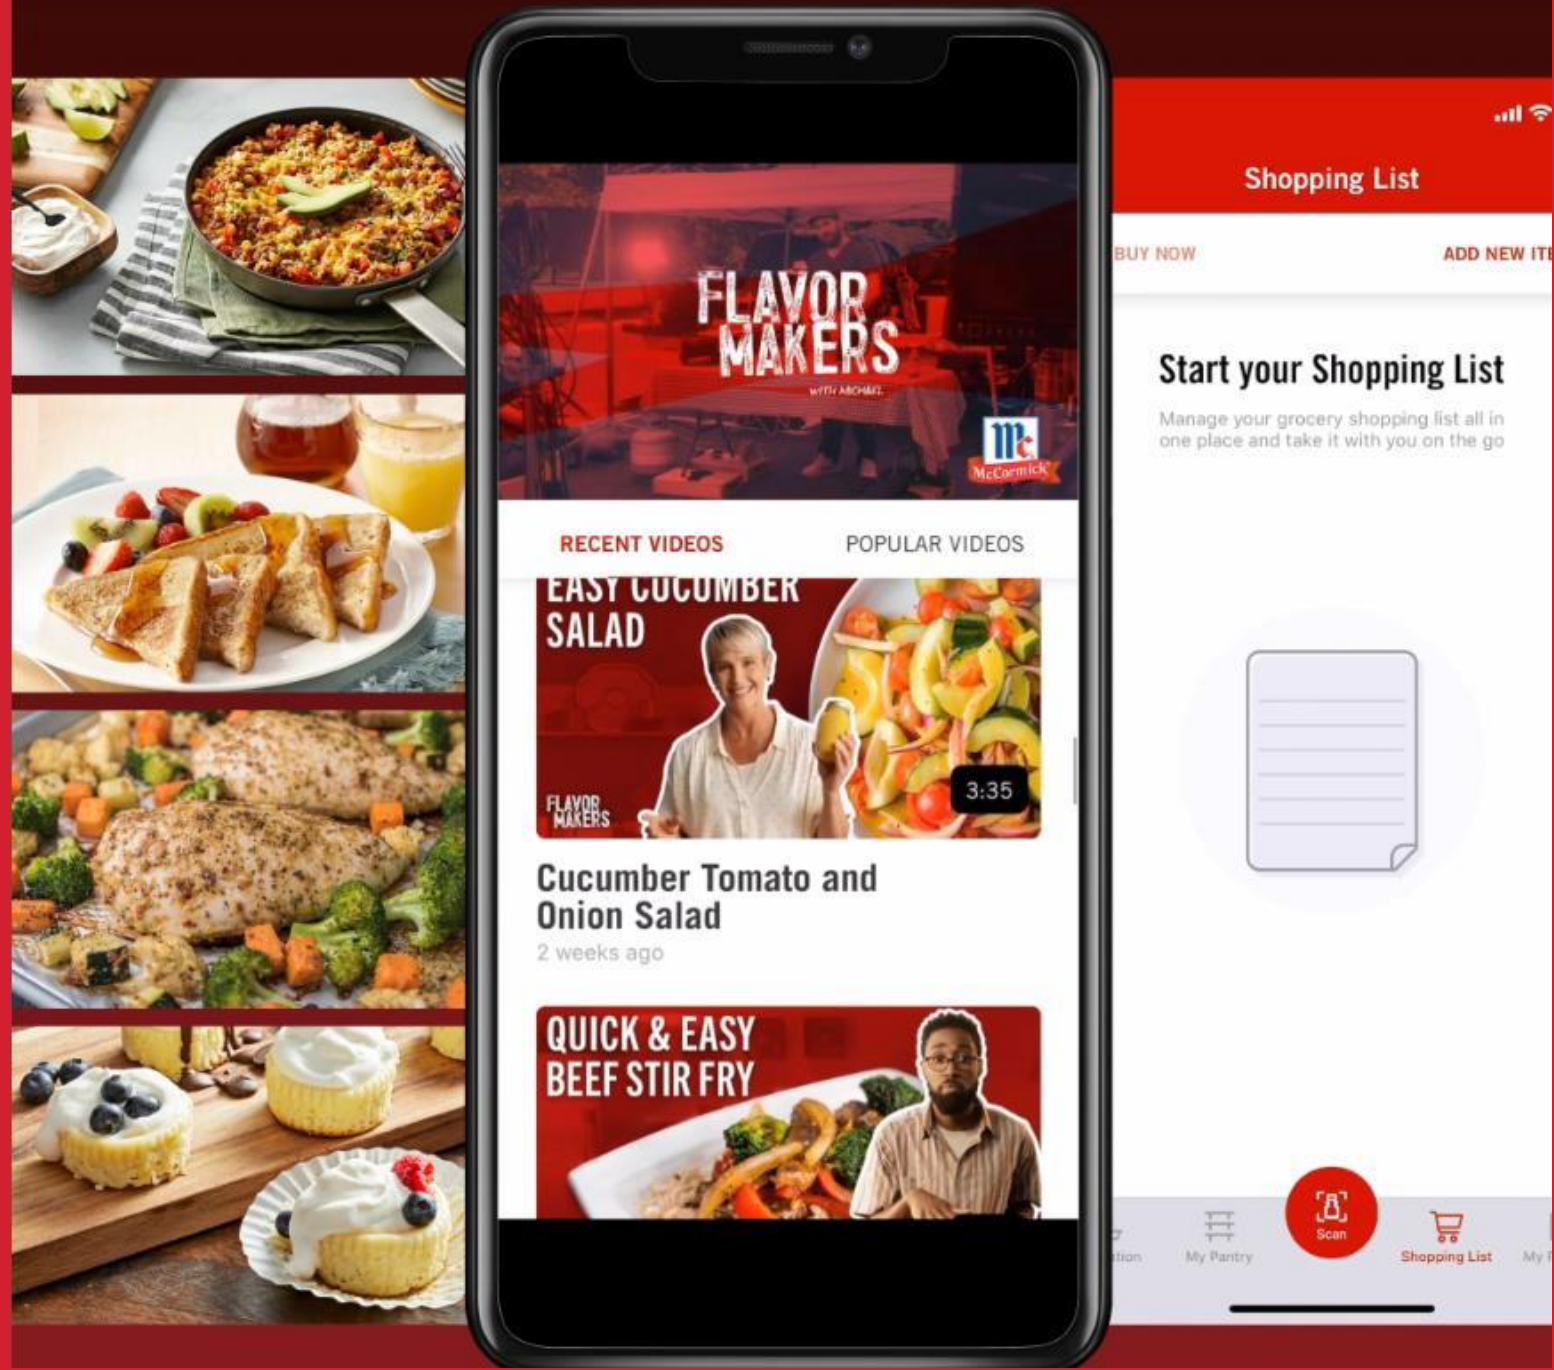 FLAVOR
MAKERS
WITH MICHAEL
Mc
McCormick
RECENT VIDEOS
POPULAR VIDEOS
EASY CUCUMBER
SALAD
FLAVOR
MAKERS
3:35
Cucumber Tomato and
Onion Salad
2 weeks ago
QUICK & EASY
BEEF STIR FRY
Shopping List
BUY NOW
ADD NEW ITE
Start your Shopping List
Manage your grocery shopping list all in
one place and take it with you on the go
tion
My Pantry
Scan
Shopping List
My